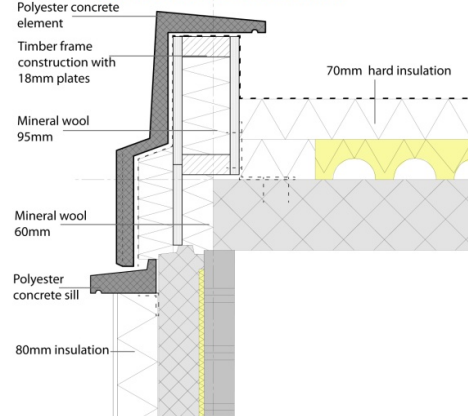 Polyester concrete
element
Timber frame
construction with
18mm plates
70mm hard insulation
Mineral wool
95mm
Mineral wool
60mm
Polyester
concrete sill
80mm insulation